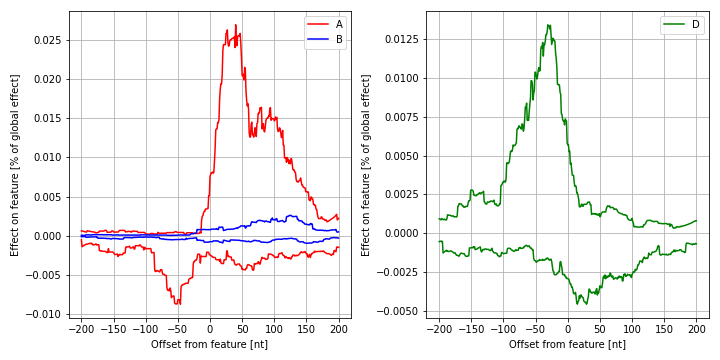 A
B
Effect on feature [% of global effect]
0.025
0.020
0.015
0.010
0.005
0.000
−0.005
−0.010
−200 −150 −100 −50 0 50 100 150 200
Offset from feature [nt]
D
Effect on feature [% of global effect]
0.0125
0.0100
0.0075
0.0050
0.0025
0.0000
−0.0025
−0.0050
−200 −150 −100 −50 0 50 100 150 200
Offset from feature [nt]